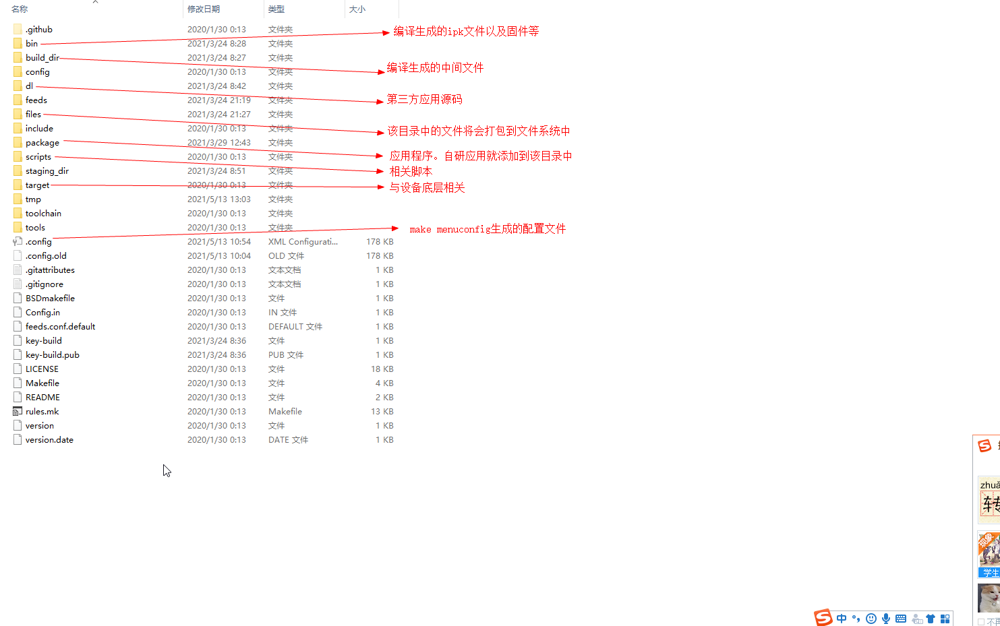 名称 修改日期 类型 大小
.github 2020/1/30 0:13 文件夹
编译生成的ipk文件以及固件等
bin 2021/3/24 8:28 文件夹
build_dir 2021/3/24 8:27 文件夹
编译生成的中间文件
config 2020/1/30 0:13 文件夹
dl 2021/3/24 8:42 文件夹
feeds 2021/3/24 21:19 文件夹
第三方应用源码
files 2021/3/24 21:27 文件夹
include 2020/1/30 0:13 文件夹
该目录中的文件将会打包到文件系统中
package 2021/3/29 12:43 文件夹
scripts 2020/1/30 0:13 文件夹
应用程序。自研应用就添加到该目录中
staging_dir 2021/3/24 8:51 文件夹
相关脚本
target 2020/1/30 0:13 文件夹
与设备底层相关
tmp 2021/5/13 13:03 文件夹
toolchain 2020/1/30 0:13 文件夹
tools 2020/1/30 0:13 文件夹
make menuconfig生成的配置文件
.config 2021/5/13 10:54 XML Configurati... 178 KB
.config.old 2021/5/13 10:04 OLD 文件 178 KB
.gitattributes 2020/1/30 0:13 文本文档 1 KB
.gitignore 2020/1/30 0:13 文本文档 1 KB
BSDmakefile 2020/1/30 0:13 文件 1 KB
Config.in 2020/1/30 0:13 IN 文件 1 KB
feeds.conf.default 2020/1/30 0:13 DEFAULT 文件 1 KB
key-build 2021/3/24 8:36 文件 1 KB
key-build.pub 2021/3/24 8:36 PUB 文件 1 KB
LICENSE 2020/1/30 0:13 文件 18 KB
Makefile 2020/1/30 0:13 文件 4 KB
README 2020/1/30 0:13 文件 2 KB
rules.mk 2020/1/30 0:13 Makefile 13 KB
version 2020/1/30 0:13 文件 1 KB
version.date 2020/1/30 0:13 DATE 文件 1 KB
转
学生
中